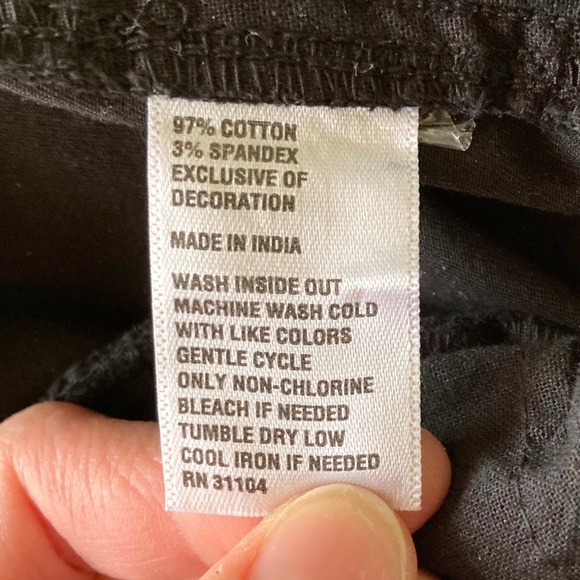 97% COTTON
3% SPANDEX
EXCLUSIVE OF
DECORATION
MADE IN INDIA
WASH INSIDE OUT
MACHINE WASH COLD
WITH LIKE COLORS
GENTLE CYCLE
ONLY NON-CHLORINE
BLEACH IF NEEDED
TUMBLE DRY LOW
COOL IRON IF NEEDED
RN 31104